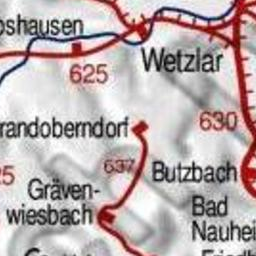 oshausen
Wetzlar
625
randoberndorf
630
637
Butzbach
25
Gräven-
wiesbach
Bad
Nauhei